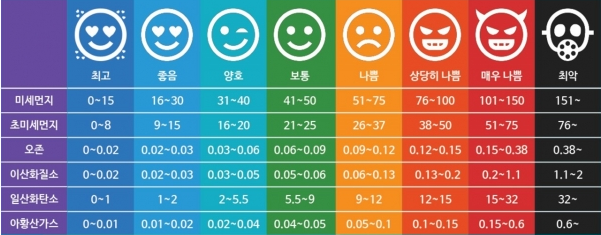 최고 좋음 양호 보통 나쁨 상당히 나쁨 매우 나쁨 최악
미세먼지 0~15 16~30 31~40 41~50 51~75 76~100 101~150 151~
초미세먼지 0~8 9~15 16~20 21~25 26~37 38~50 51~75 76~
오존 0~0.02 0.02~0.03 0.03~0.06 0.06~0.09 0.09~0.12 0.12~0.15 0.15~0.38 0.38~
이산화질소 0~0.02 0.02~0.03 0.03~0.05 0.05~0.06 0.06~0.13 0.13~0.2 0.2~1.1 1.1~2
일산화탄소 0~1 1~2 2~5.5 5.5~9 9~12 12~15 15~32 32~
아황산가스 0~0.01 0.01~0.02 0.02~0.04 0.04~0.05 0.05~0.1 0.1~0.15 0.15~0.6 0.6~